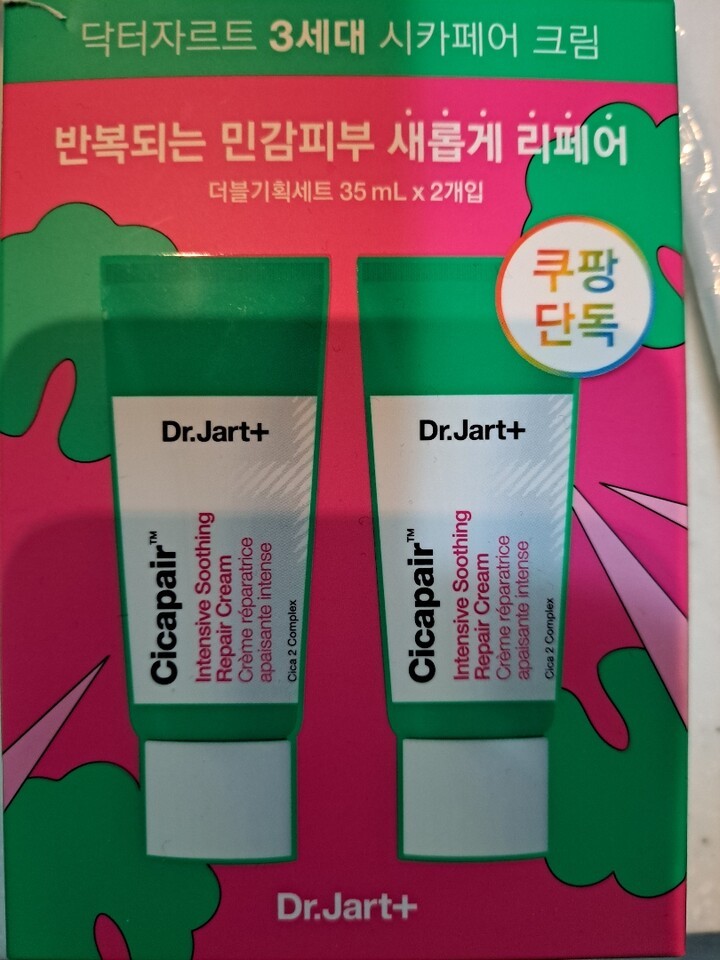 닥터자르트 3세대 시카페어 크림
반복되는 민감피부 새롭게 리페어
더블기획세트 35 mL x 2개입
쿠팡
단독
Dr.Jart+
Cicapair™
Intensive Soothing
Repair Cream
Crème réparatrice
apaisante intense
Cica 2 Complex
Dr.Jart+
Cicapair™
Intensive Soothing
Repair Cream
Crème réparatrice
apaisante intense
Cica 2 Complex
Dr.Jart+